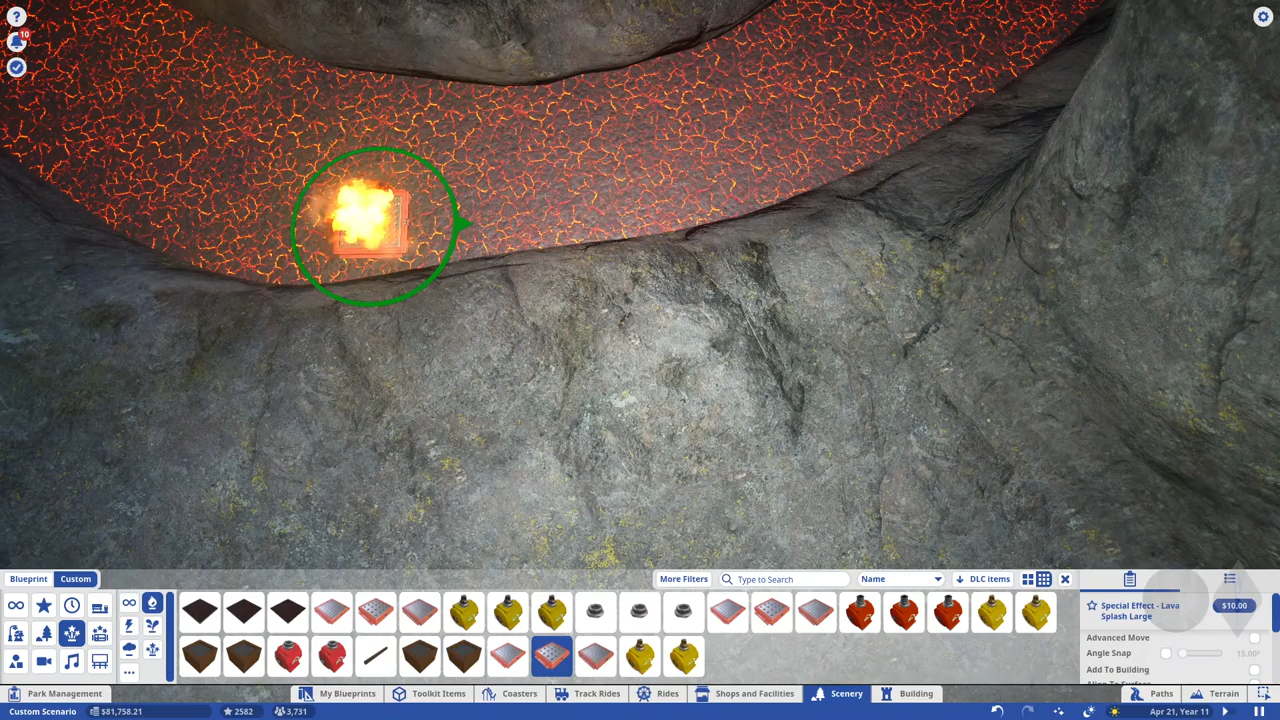 ?
10
Blueprint
Custom
More Filters
Type to Search
Name
DLC items
Special Effect - Lava
Splash Large
$10.00
Advanced Move
Angle Snap
15.00°
Add To Building
Park Management
My Blueprints
Toolkit Items
Coasters
Track Rides
Rides
Shops and Facilities
Scenery
Building
Paths
Terrain
Custom Scenario
$81,758.21
2582
3,731
Apr 21, Year 11